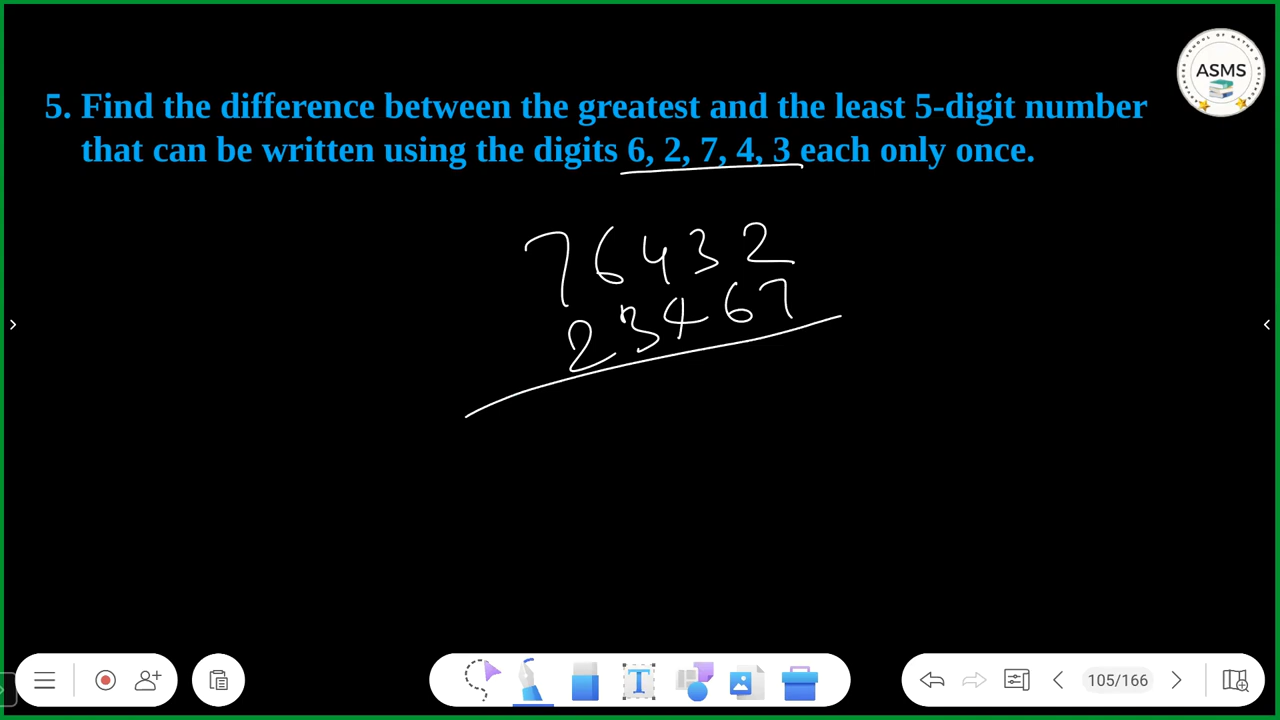 ASMS
5. Find the difference between the greatest and the least 5-digit number
that can be written using the digits 6, 2, 7, 4, 3 each only once.
76432
23467
105/166